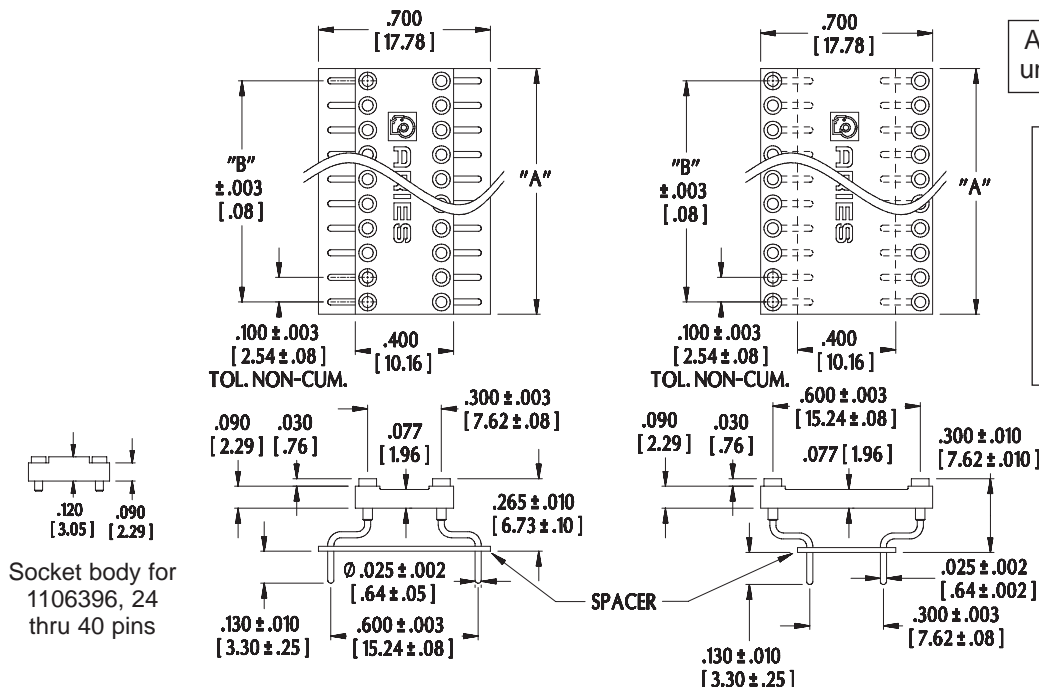 .700
[ 17.78 ]
"B"
±.003
[ .08 ]
ARIES
"A"
.100 ±.003
[ 2.54 ±.08 ]
TOL. NON-CUM.
.400
[ 10.16 ]
.700
[ 17.78 ]
"B"
±.003
[ .08 ]
ARIES
"A"
.100 ±.003
[ 2.54 ±.08 ]
TOL. NON-CUM.
.400
[ 10.16 ]
A
un
.120
[ 3.05 ]
.090
[ 2.29 ]
Socket body for
1106396, 24
thru 40 pins
.090
[ 2.29 ]
.030
[ .76 ]
.077
[ 1.96 ]
.300 ±.003
[ 7.62 ±.08 ]
.265 ±.010
[ 6.73 ±.10 ]
Ø .025 ±.002
[ .64 ±.05 ]
.130 ±.010
[ 3.30 ±.25 ]
.600 ±.003
[ 15.24 ±.08 ]
SPACER
.090
[ 2.29 ]
.030
[ .76 ]
.600 ±.003
[ 15.24 ±.08 ]
.077 [ 1.96 ]
.300 ±.010
[ 7.62 ±.010 ]
.025 ±.002
[ .64 ±.002 ]
.300 ±.003
[ 7.62 ±.08 ]
.130 ±.010
[ 3.30 ±.25 ]